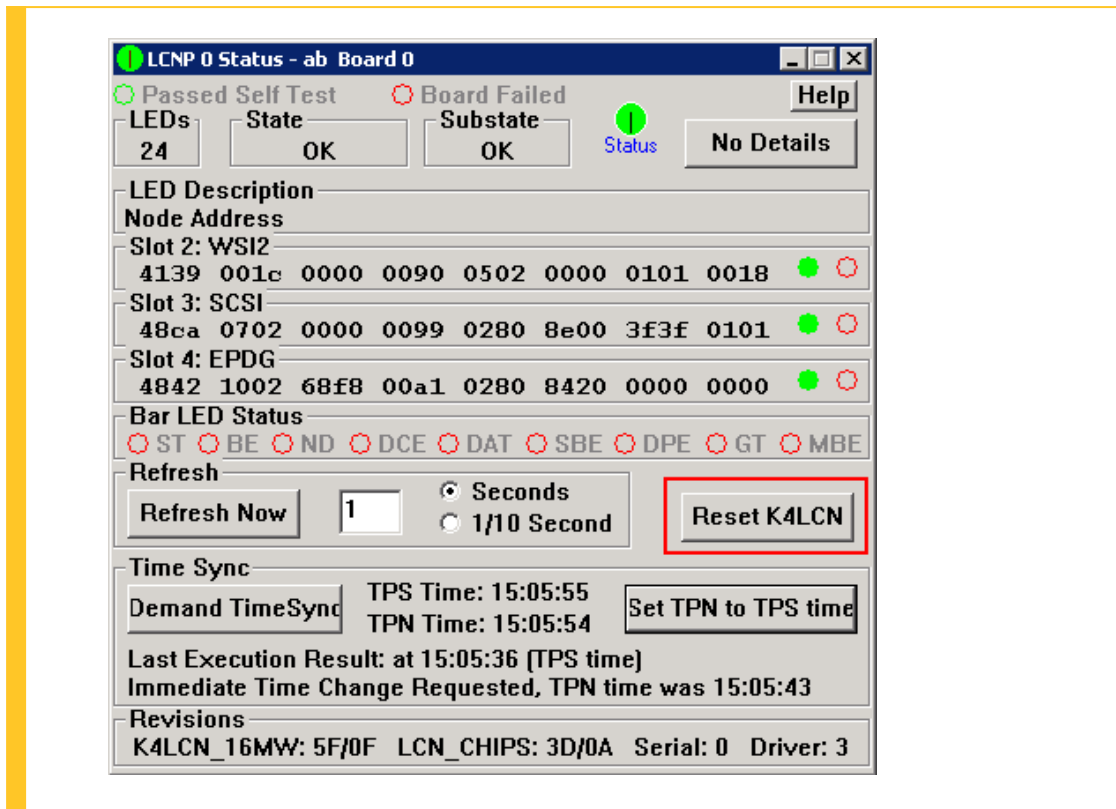 LCNP 0 Status - ab Board 0
Passed Self Test Board Failed Help
LEDs State Substate
24 OK OK Status No Details
LED Description
Node Address
Slot 2: WSI2
4139 001c 0000 0090 0502 0000 0101 0018
Slot 3: SCSI
48ca 0702 0000 0099 0280 8e00 3f3f 0101
Slot 4: EPDG
4842 1002 68f8 00a1 0280 8420 0000 0000
Bar LED Status
ST BE ND DCE DAT SBE DPE GT MBE
Refresh
Refresh Now 1 Seconds
1/10 Second
Reset K4LCN
Time Sync
Demand TimeSync TPS Time: 15:05:55
TPN Time: 15:05:54
Set TPN to TPS time
Last Execution Result: at 15:05:36 (TPS time)
Immediate Time Change Requested, TPN time was 15:05:43
Revisions
K4LCN_16MW: 5F/0F LCN_CHIPS: 3D/0A Serial: 0 Driver: 3